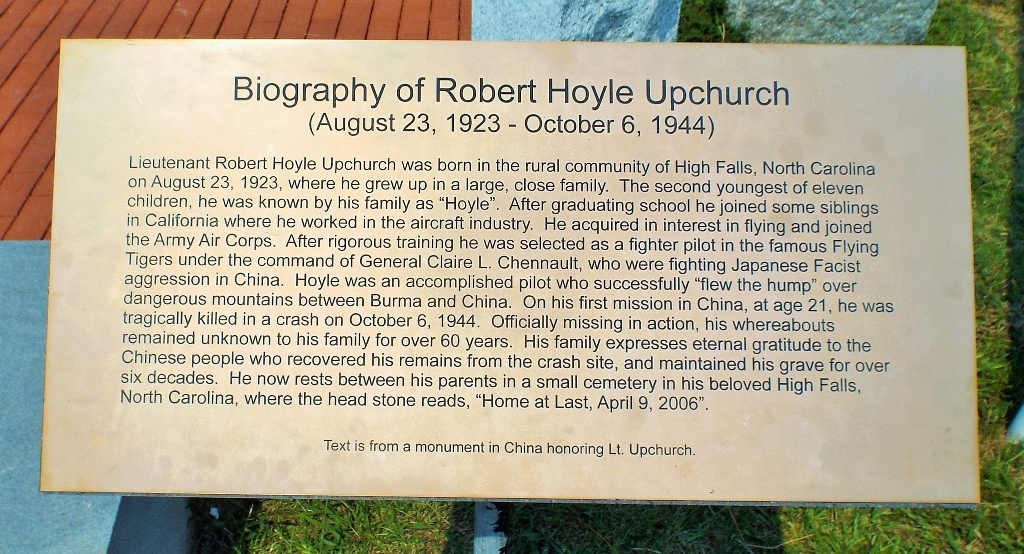 Biography of Robert Hoyle Upchurch
(August 23, 1923 - October 6, 1944)
Lieutenant Robert Hoyle Upchurch was born in the rural community of High Falls, North Carolina
on August 23, 1923, where he grew up in a large, close family.  The second youngest of eleven
children, he was known by his family as “Hoyle”.  After graduating school he joined some siblings
in California where he worked in the aircraft industry.  He acquired in interest in flying and joined
the Army Air Corps.  After rigorous training he was selected as a fighter pilot in the famous Flying
Tigers under the command of General Claire L. Chennault, who were fighting Japanese Facist
aggression in China.  Hoyle was an accomplished pilot who successfully “flew the hump” over
dangerous mountains between Burma and China.  On his first mission in China, at age 21, he was
tragically killed in a crash on October 6, 1944.  Officially missing in action, his whereabouts
remained unknown to his family for over 60 years.  His family expresses eternal gratitude to the
Chinese people who recovered his remains from the crash site, and maintained his grave for over
six decades.  He now rests between his parents in a small cemetery in his beloved High Falls,
North Carolina, where the head stone reads, “Home at Last, April 9, 2006”.
Text is from a monument in China honoring Lt. Upchurch.